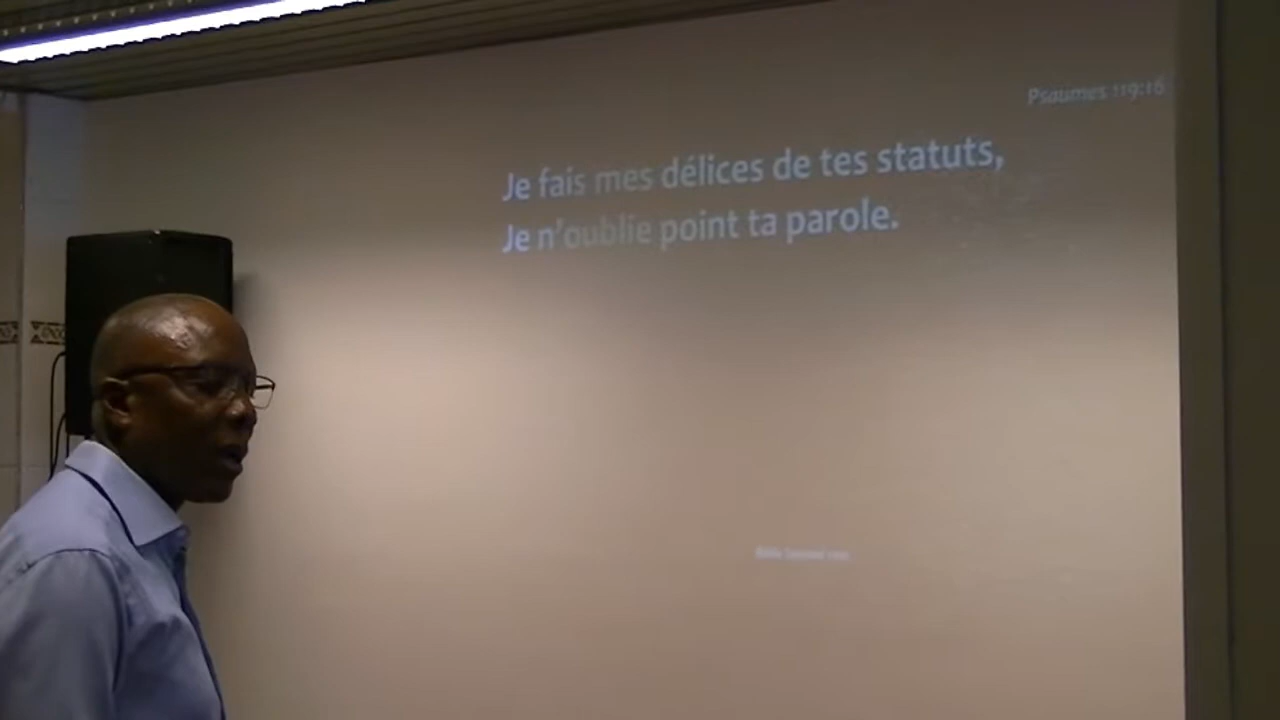 Psaumes 119:16
Je fais mes délices de tes statuts,
Je n'oublie point ta parole.